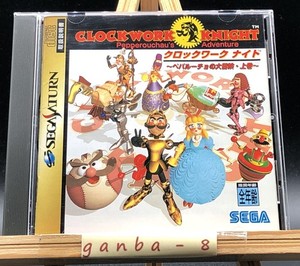 CLOCKWORK KNIGHT™
Pepperouchau's Adventure
クロックワーク ナイト
～ペパルーチョの大冒険・上巻～
SEGA SATURN
SEGA
ganba-8